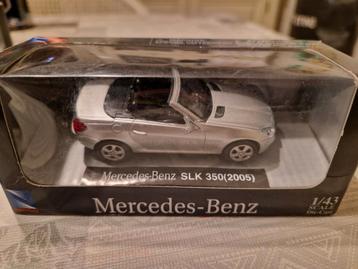 Mercedes-Benz SLK 350(2005)
Mercedes-Benz
1/43
SCALE
Die-Cast